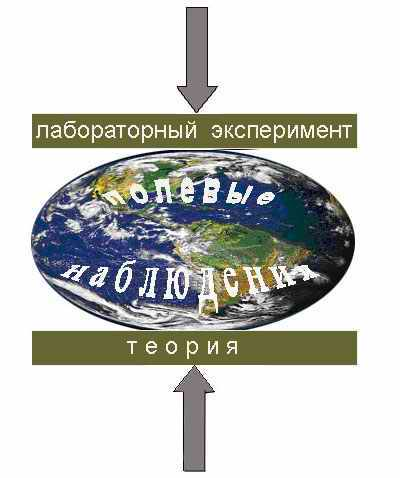 лабораторный эксперимент
полевые
наблюдения
теория